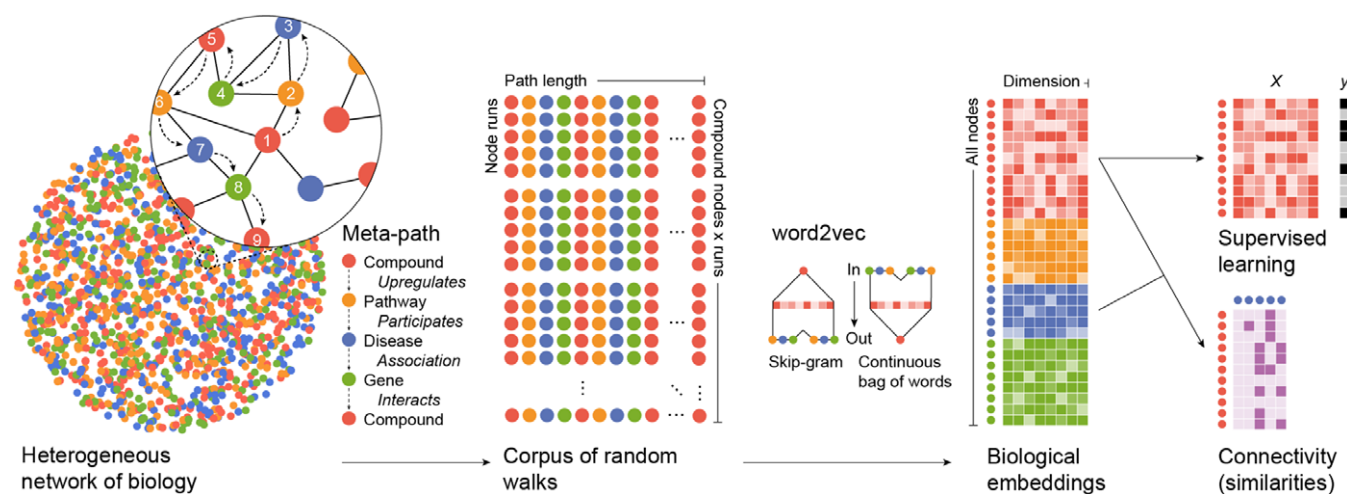 5
3
4
2
6
1
7
8
9
Meta-path
Compound
Upregulates
Pathway
Participates
Disease
Association
Gene
Interacts
Compound
Heterogeneous
network of biology
Path length
Node runs
Compound nodes x runs
...
...
...
...
Corpus of random
walks
word2vec
In
Out
Skip-gram
Continuous
bag of words
Dimension
All nodes
Biological
embeddings
X
y
Supervised
learning
Connectivity
(similarities)